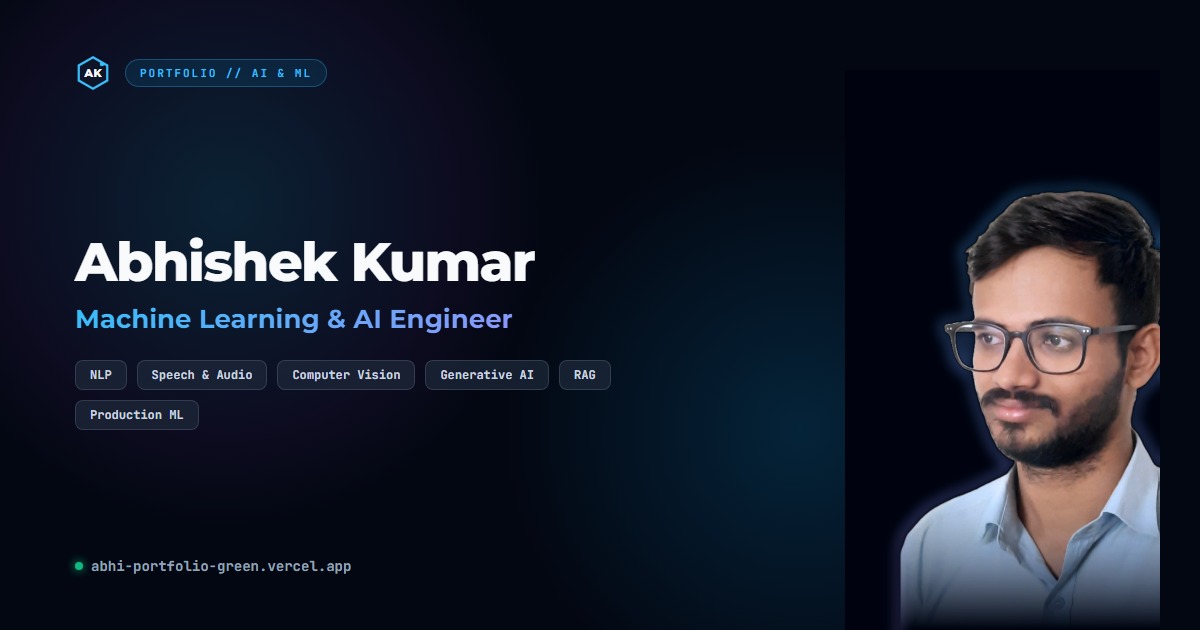 AK
PORTFOLIO // AI & ML
Abhishek Kumar
Machine Learning & AI Engineer
NLP Speech & Audio Computer Vision Generative AI RAG
Production ML
abhi-portfolio-green.vercel.app